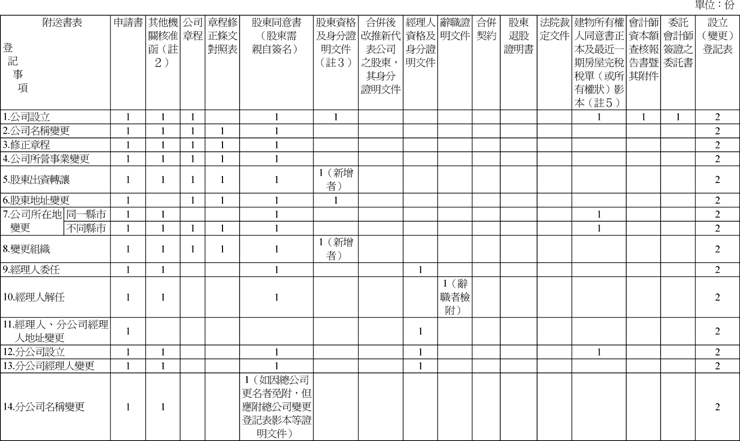 單位：份
附送書表
登記事項
申請書
其他機關核准函（註２）
公司章程
章程修正條文對照表
股東同意書（股東需親自簽名）
股東資格及身分證明文件（註３）
合併後改推新代表公司之股東，其身分證明文件
經理人資格及身分證明文件
辭職證明文件
合併契約
股東退股證明書
法院裁定文件
建物所有權人同意書正本及最近一期房屋完稅稅單（或所有權狀）影本（註５）
會計師資本額查核報告書暨其附件
委託會計師簽證之委託書
設立（變更）登記表
1.公司設立 1 1 1 1 1 1 1 1 2
2.公司名稱變更 1 1 1 1 1 2
3.修正章程 1 1 1 1 1 2
4.公司所營事業變更 1 1 1 1 1 2
5.股東出資轉讓 1 1 1 1 1 1（新增者） 2
6.股東地址變更 1 1 1 1 1 2
7.公司所在地變更 同一縣市 1 1 1 1 2
不同縣市 1 1 1 1 1 1 2
8.變更組織 1 1 1 1 1 1（新增者） 2
9.經理人委任 1 1 1 1 2
10.經理人解任 1 1 1 1（辭職者檢附） 2
11.經理人、分公司經理人地址變更 1 1 2
12.分公司設立 1 1 1 1 1 2
13.分公司經理人變更 1 1 1 1 2
14.分公司名稱變更 1 1 1（如因總公司更名者免附，但應附總公司變更登記表影本等證明文件） 2